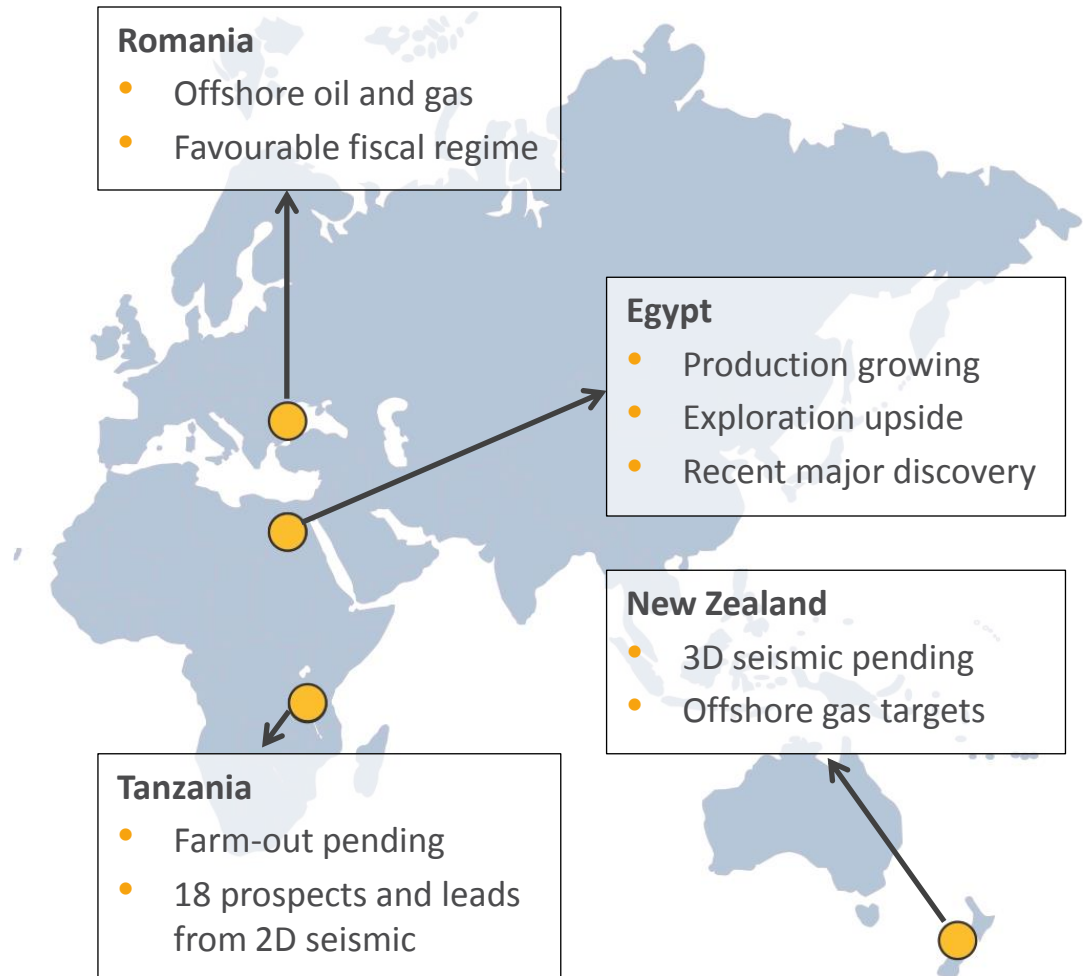 Romania
• Offshore oil and gas
• Favourable fiscal regime
Egypt
• Production growing
• Exploration upside
• Recent major discovery
New Zealand
• 3D seismic pending
• Offshore gas targets
Tanzania
• Farm-out pending
• 18 prospects and leads
from 2D seismic